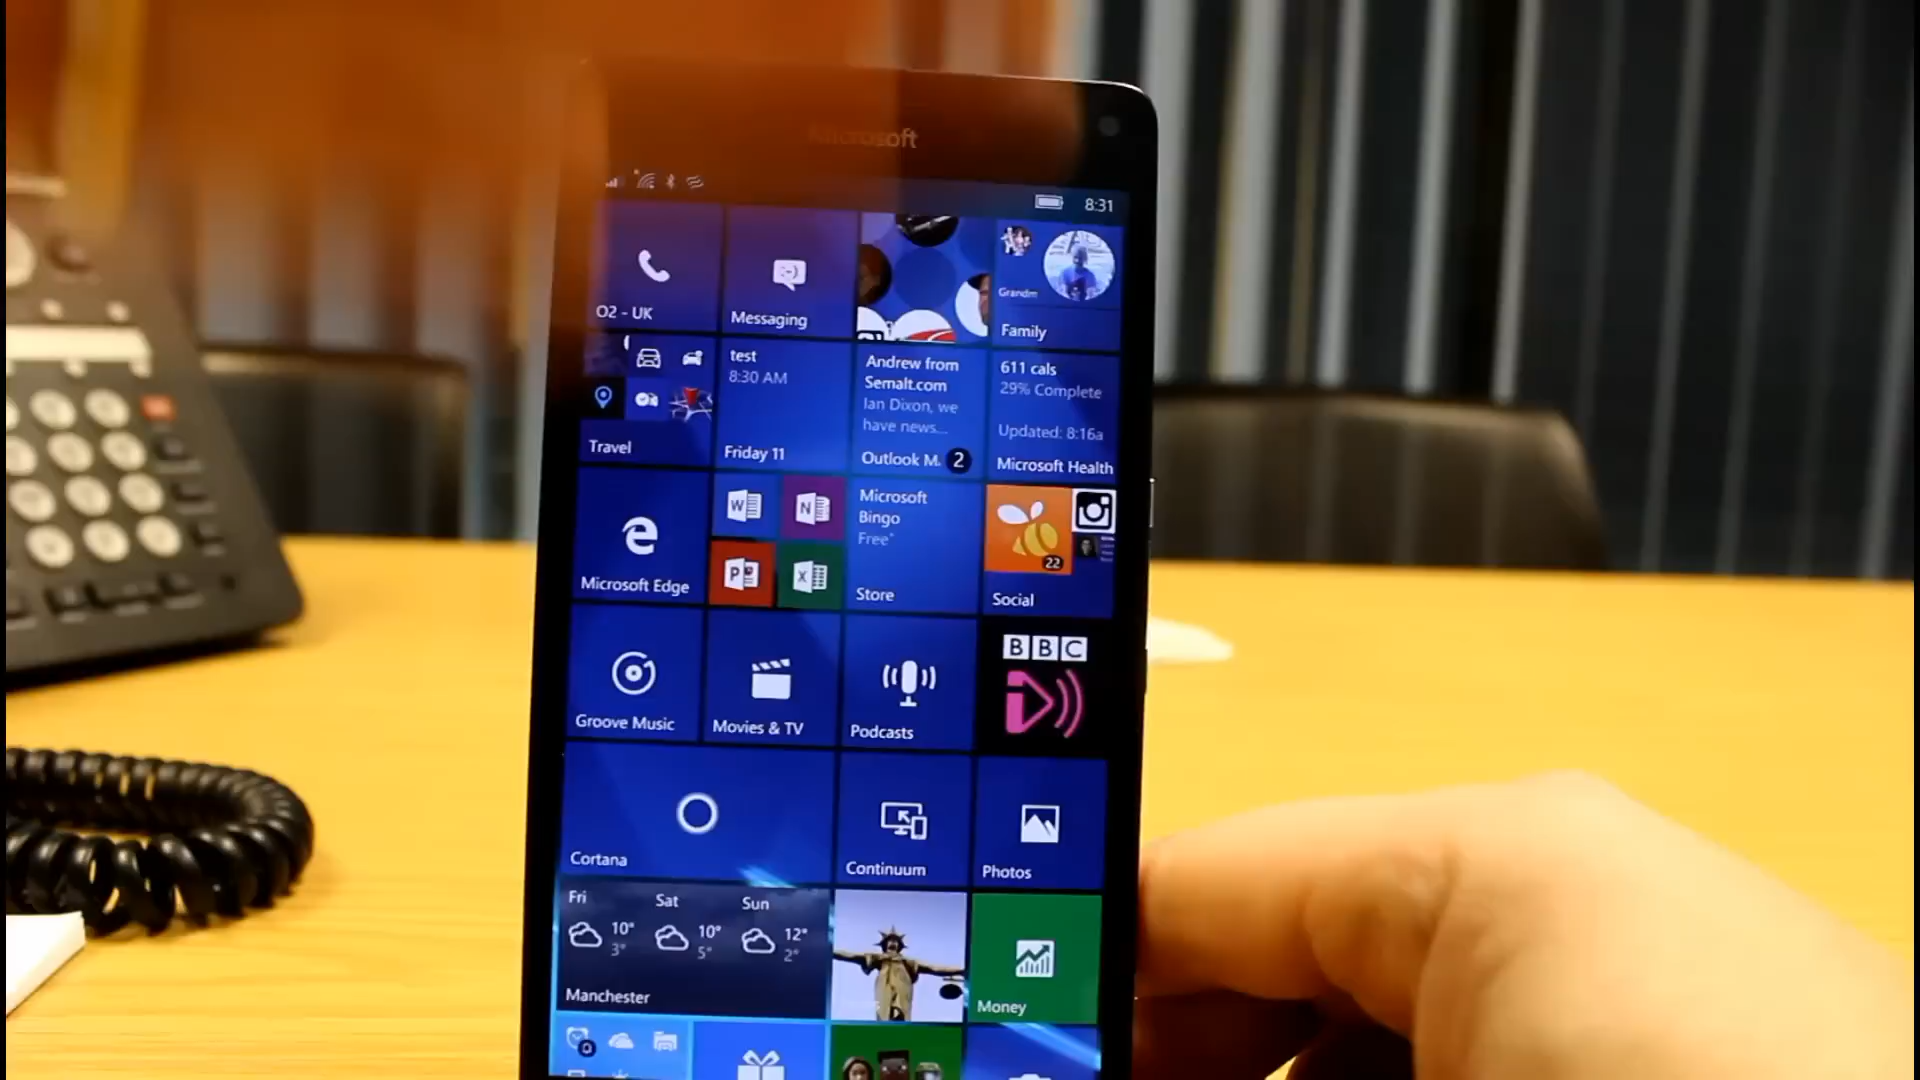 Microsoft
8:31
O2 - UK
Messaging
Grandm
Family
Travel
test
8:30 AM
Friday 11
Andrew from
Semalt.com
Ian Dixon, we
have news...
Outlook M.
2
611 cals
29% Complete
Updated: 8:16a
Microsoft Health
Microsoft Edge
W
N
P
X
Microsoft
Bingo
Free*
Store
22
Social
Groove Music
Movies & TV
Podcasts
BBC
i
Cortana
Continuum
Photos
Fri
Sat
Sun
10°
3°
10°
5°
12°
2°
Manchester
Money
0